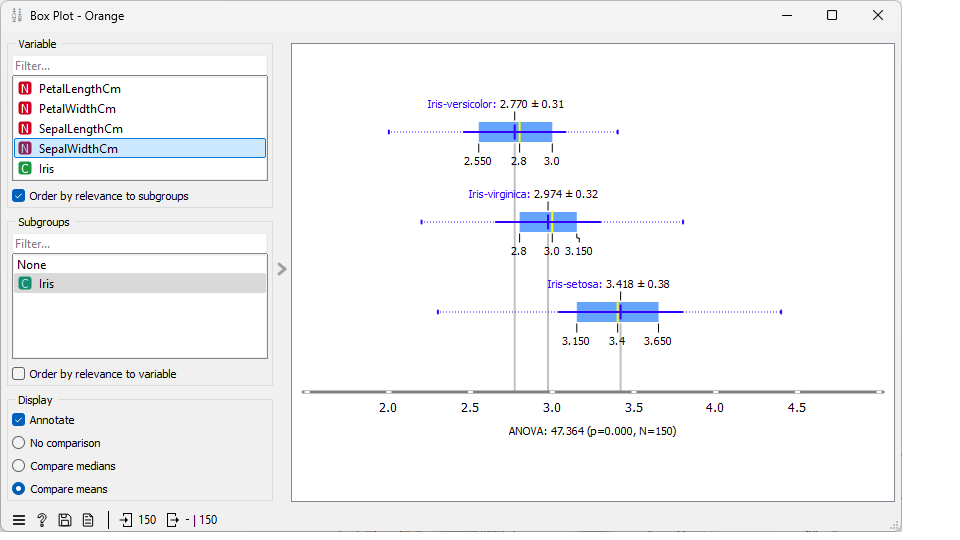 Box Plot - Orange
Variable
Filter...
N PetalLengthCm
N PetalWidthCm
N SepalLengthCm
N SepalWidthCm
C Iris
Order by relevance to subgroups
Subgroups
Filter...
None
C Iris
Order by relevance to variable
Display
Annotate
No comparison
Compare medians
Compare means
150 - | 150
Iris-versicolor: 2.770 ± 0.31
2.550 2.8 3.0
Iris-virginica: 2.974 ± 0.32
2.8 3.0 3.150
Iris-setosa: 3.418 ± 0.38
3.150 3.4 3.650
2.0 2.5 3.0 3.5 4.0 4.5
ANOVA: 47.364 (p=0.000, N=150)